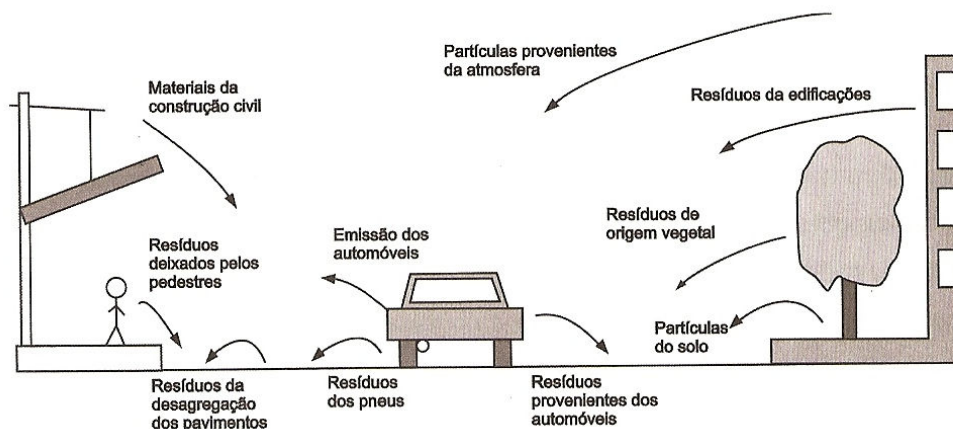 Partículas provenientes
da atmosfera
Materiais da
construção civil
Resíduos da edificações
Resíduos de
origem vegetal
Emissão dos
automóveis
Resíduos
deixados pelos
pedestres
Partículas
do solo
Resíduos da
desagregação
dos pavimentos
Resíduos
dos pneus
Resíduos
provenientes dos
automóveis